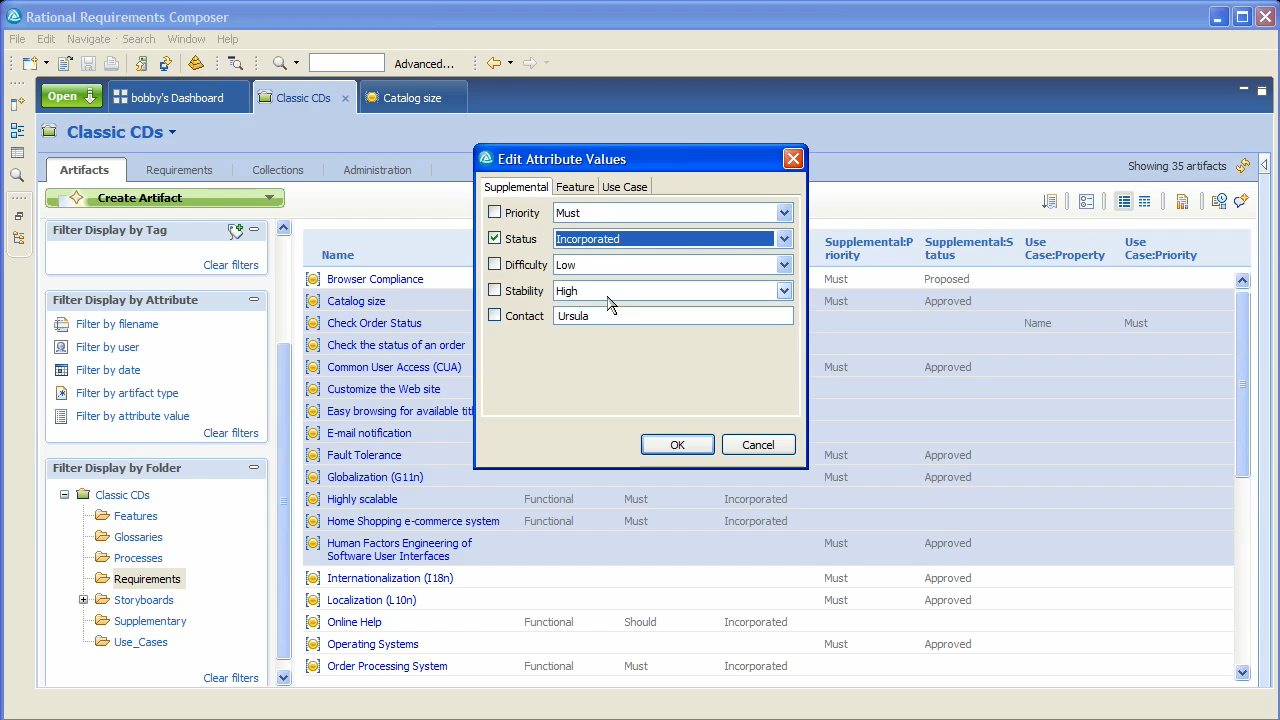 Rational Requirements Composer
File Edit Navigate Search Window Help
Advanced...
Open bobby's Dashboard Classic CDs Catalog size
Classic CDs
Artifacts Requirements Collections Administration Showing 35 artifacts
Create Artifact
Filter Display by Tag
Clear filters
Filter Display by Attribute
Filter by filename
Filter by user
Filter by date
Filter by artifact type
Filter by attribute value
Clear filters
Filter Display by Folder
Classic CDs
Features
Glossaries
Processes
Requirements
Storyboards
Supplementary
Use_Cases
Clear filters
Edit Attribute Values
Supplemental Feature Use Case
Priority Must
Status Incorporated
Difficulty Low
Stability High
Contact Ursula
OK Cancel
Name Supplemental:P Supplemental:S Use Use
riority tatus Case:Property Case:Priority
Browser Compliance Must Proposed
Catalog size Must Approved
Check Order Status Name Must
Check the status of an order
Common User Access (CUA) Must Approved
Customize the Web site
Easy browsing for available titl
E-mail notification
Fault Tolerance Must Approved
Globalization (G11n) Must Approved
Highly scalable Functional Must Incorporated
Home Shopping e-commerce system Functional Must Incorporated
Human Factors Engineering of Must Approved
Software User Interfaces
Internationalization (I18n) Must Approved
Localization (L10n) Must Approved
Online Help Functional Should Incorporated
Operating Systems Must Approved
Order Processing System Functional Must Incorporated